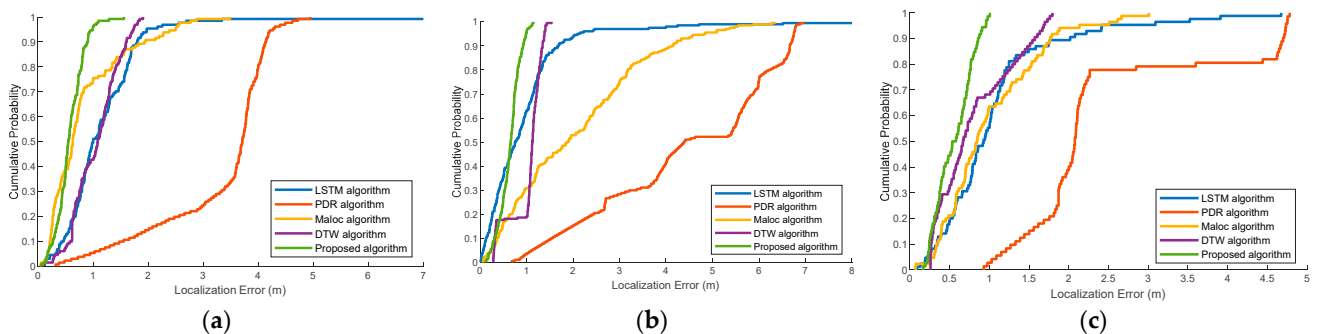 Cumulative Probability
1
0.9
0.8
0.7
0.6
0.5
0.4
0.3
0.2
0.1
0
0 1 2 3 4 5 6 7
Localization Error (m)
LSTM algorithm
PDR algorithm
Maloc algorithm
DTW algorithm
Proposed algorithm
(a)
Cumulative Probability
1
0.9
0.8
0.7
0.6
0.5
0.4
0.3
0.2
0.1
0
0 1 2 3 4 5 6 7 8
Localization Error (m)
LSTM algorithm
PDR algorithm
Maloc algorithm
DTW algorithm
Proposed algorithm
(b)
Cumulative Probability
1
0.9
0.8
0.7
0.6
0.5
0.4
0.3
0.2
0.1
0
0 0.5 1 1.5 2 2.5 3 3.5 4 4.5 5
Localization Error (m)
LSTM algorithm
PDR algorithm
Maloc algorithm
DTW algorithm
Proposed algorithm
(c)